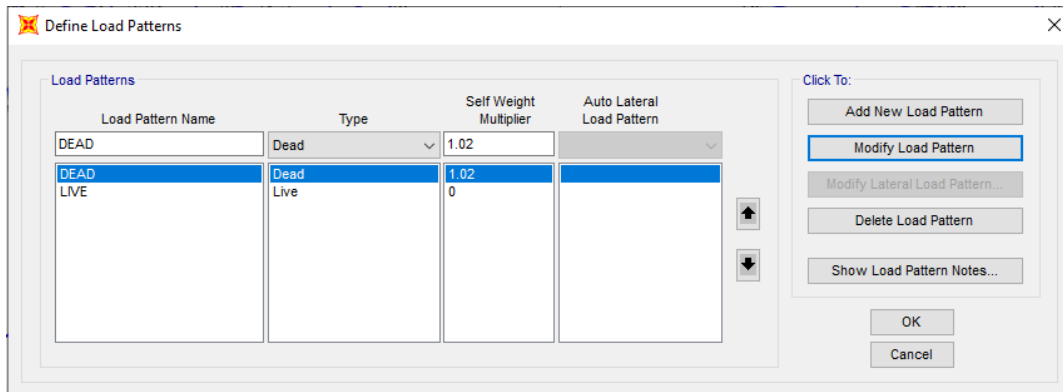 Define Load Patterns
Load Patterns
Click To:
Load Pattern Name
Type
Self Weight
Multiplier
Auto Lateral
Load Pattern
DEAD
Dead
1.02
DEAD
Dead
1.02
LIVE
Live
0
Add New Load Pattern
Modify Load Pattern
Modify Lateral Load Pattern...
Delete Load Pattern
Show Load Pattern Notes...
OK
Cancel